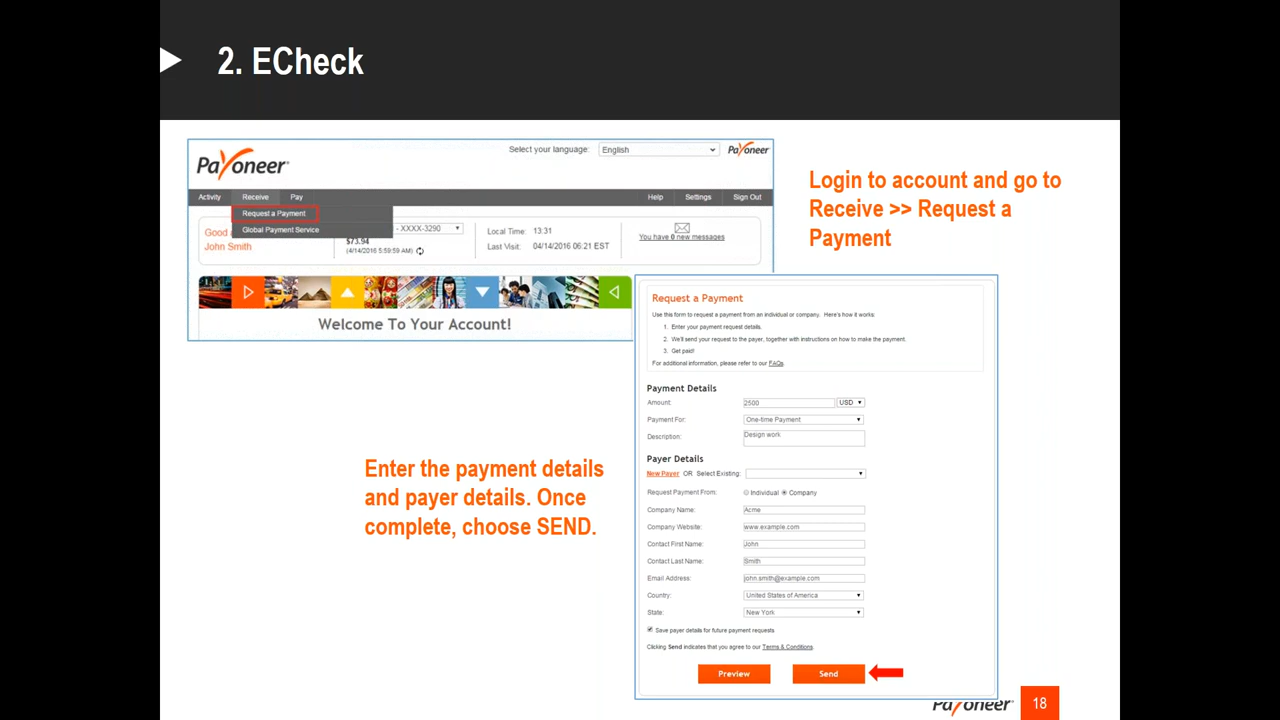 2. ECheck
Payoneer
Select your language: English
Payoneer
Activity Receive Pay Help Settings Sign Out
Request a Payment
Global Payment Service
Good
John Smith
- XXXX-3290
$73.94
(4/14/2016 5:59:59 AM)
Local Time: 13:31
Last Visit: 04/14/2016 06:21 EST
You have 0 new messages
Welcome To Your Account!
Login to account and go to
Receive >> Request a
Payment
Enter the payment details
and payer details. Once
complete, choose SEND.
Request a Payment
Use this form to request a payment from an individual or company. Here's how it works:
1. Enter your payment request details.
2. We'll send your request to the payer, together with instructions on how to make the payment.
3. Get paid!
For additional information, please refer to our FAQs.
Payment Details
Amount: 2500 USD
Payment For: One-time Payment
Description: Design work
Payer Details
New Payer OR Select Existing:
Request Payment From: Individual Company
Company Name: Acme
Company Website: www.example.com
Contact First Name: John
Contact Last Name: Smith
Email Address: john.smith@example.com
Country: United States of America
State: New York
Save payer details for future payment requests
Clicking Send indicates that you agree to our Terms & Conditions
Preview Send
Payoneer 18